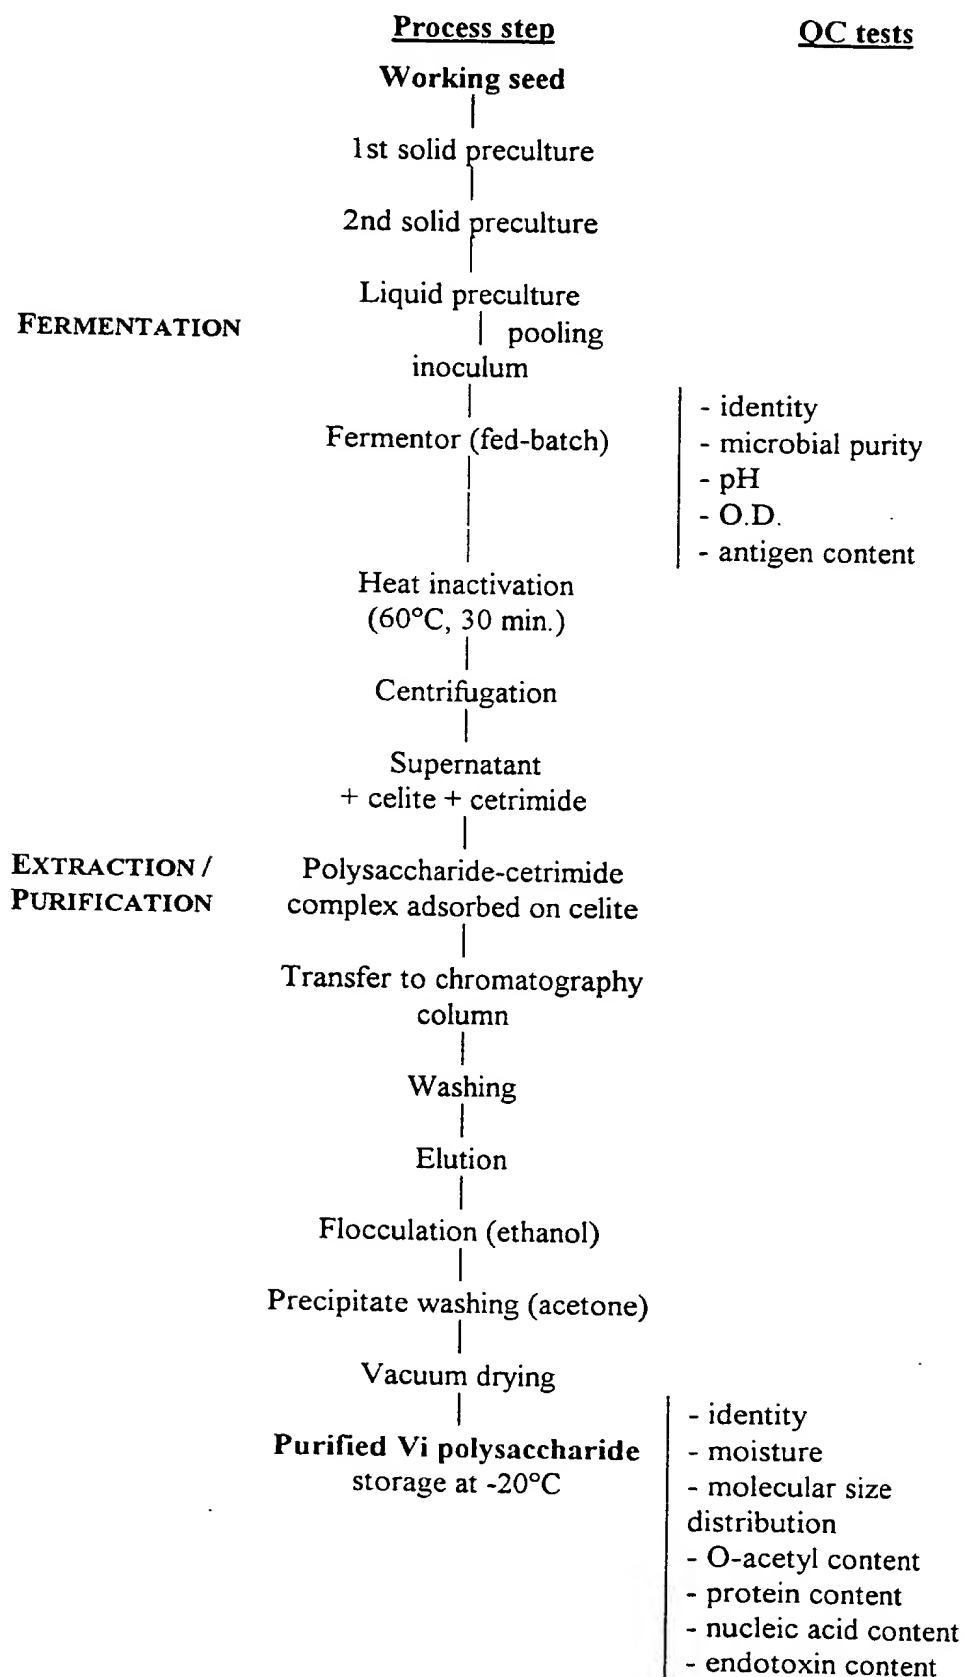 Process step QC tests
Working seed
1st solid preculture
2nd solid preculture
Liquid preculture
FERMENTATION
pooling
inoculum
- identity
Fermentor (fed-batch)
- microbial purity
- pH
- O.D.
- antigen content
Heat inactivation
(60°C, 30 min.)
Centrifugation
Supernatant
+ celite + cetrimide
EXTRACTION /
PURIFICATION
Polysaccharide-cetrimide
complex adsorbed on celite
Transfer to chromatography
column
Washing
Elution
Flocculation (ethanol)
Precipitate washing (acetone)
Vacuum drying
Purified Vi polysaccharide
storage at -20°C
- identity
- moisture
- molecular size
distribution
- O-acetyl content
- protein content
- nucleic acid content
- endotoxin content